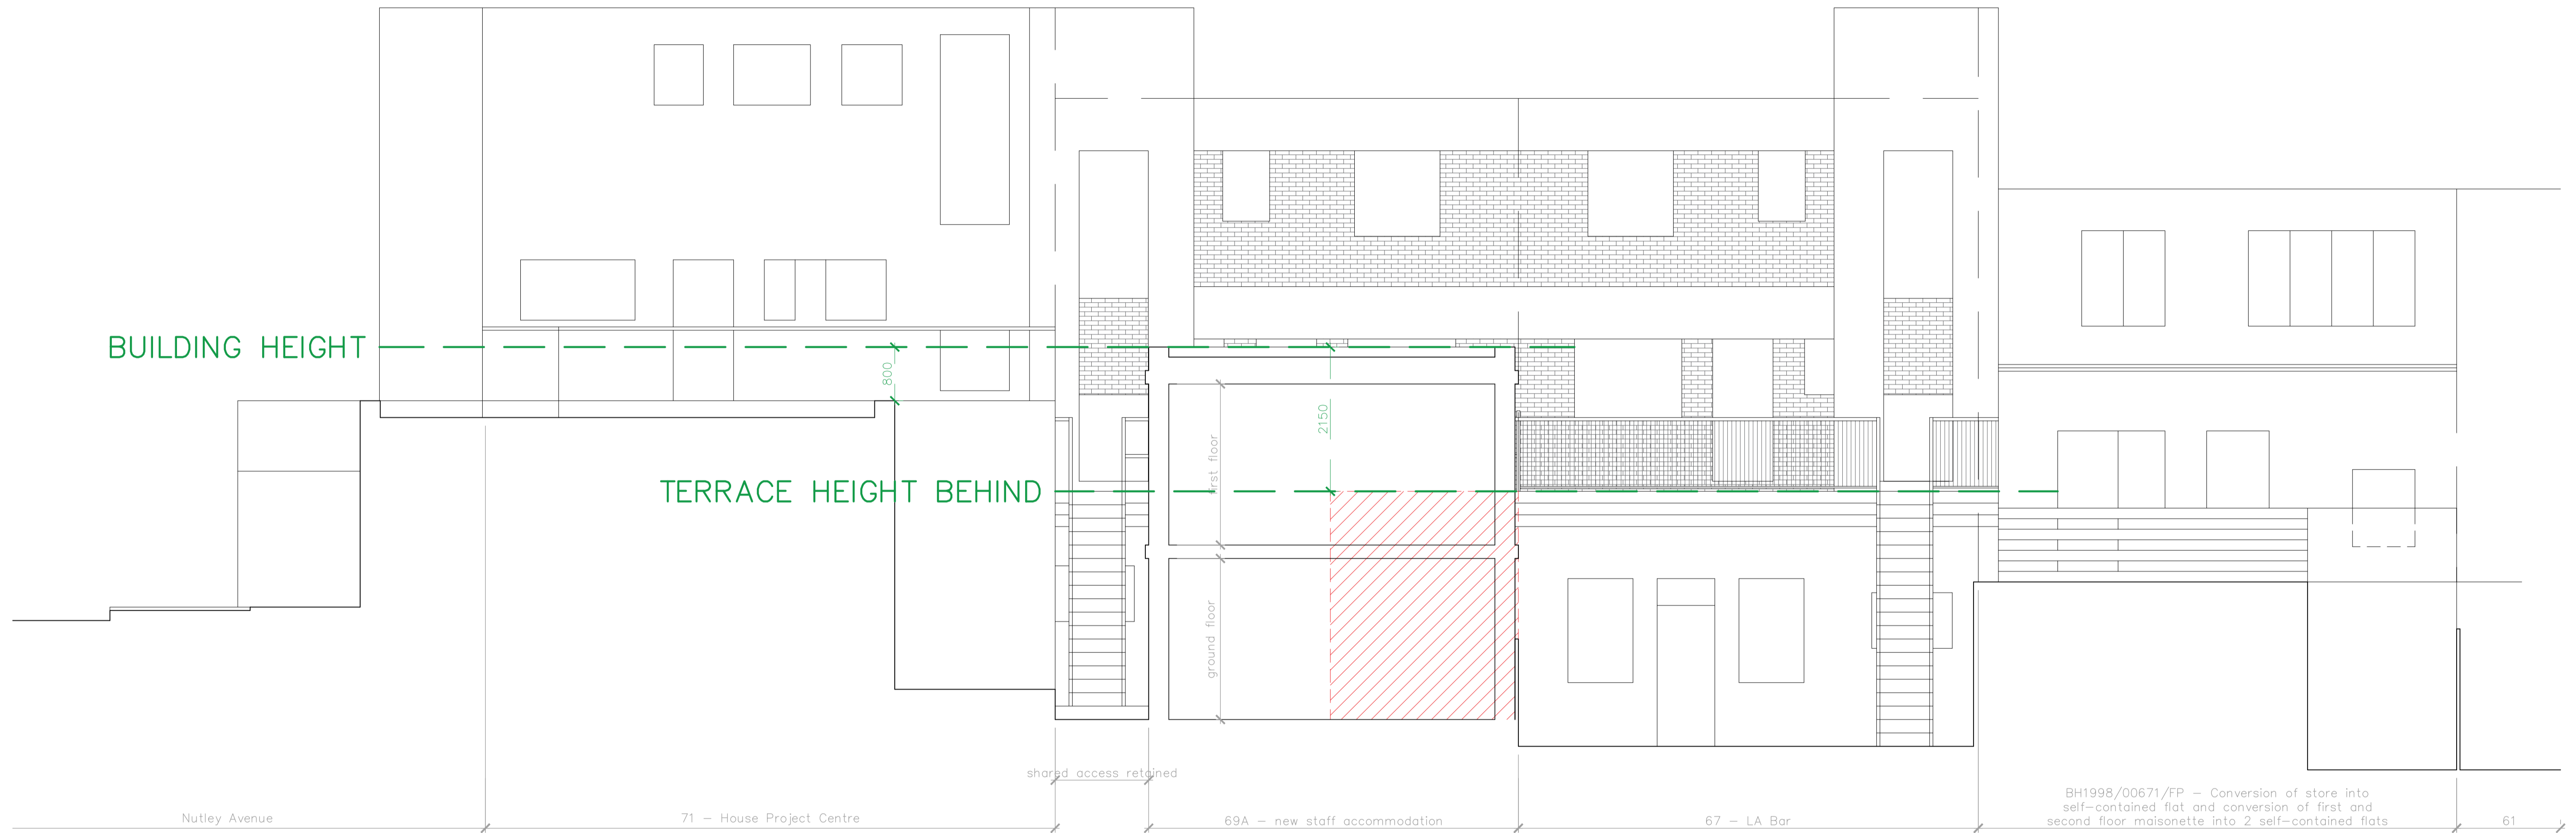 BUILDING HEIGHT
800
2150
first floor
TERRACE HEIGHT BEHIND
ground floor
shared access retained
Nutley Avenue
71 – House Project Centre
69A – new staff accommodation
67 – LA Bar
BH1998/00671/FP – Conversion of store into
self-contained flat and conversion of first and
second floor maisonette into 2 self-contained flats
61